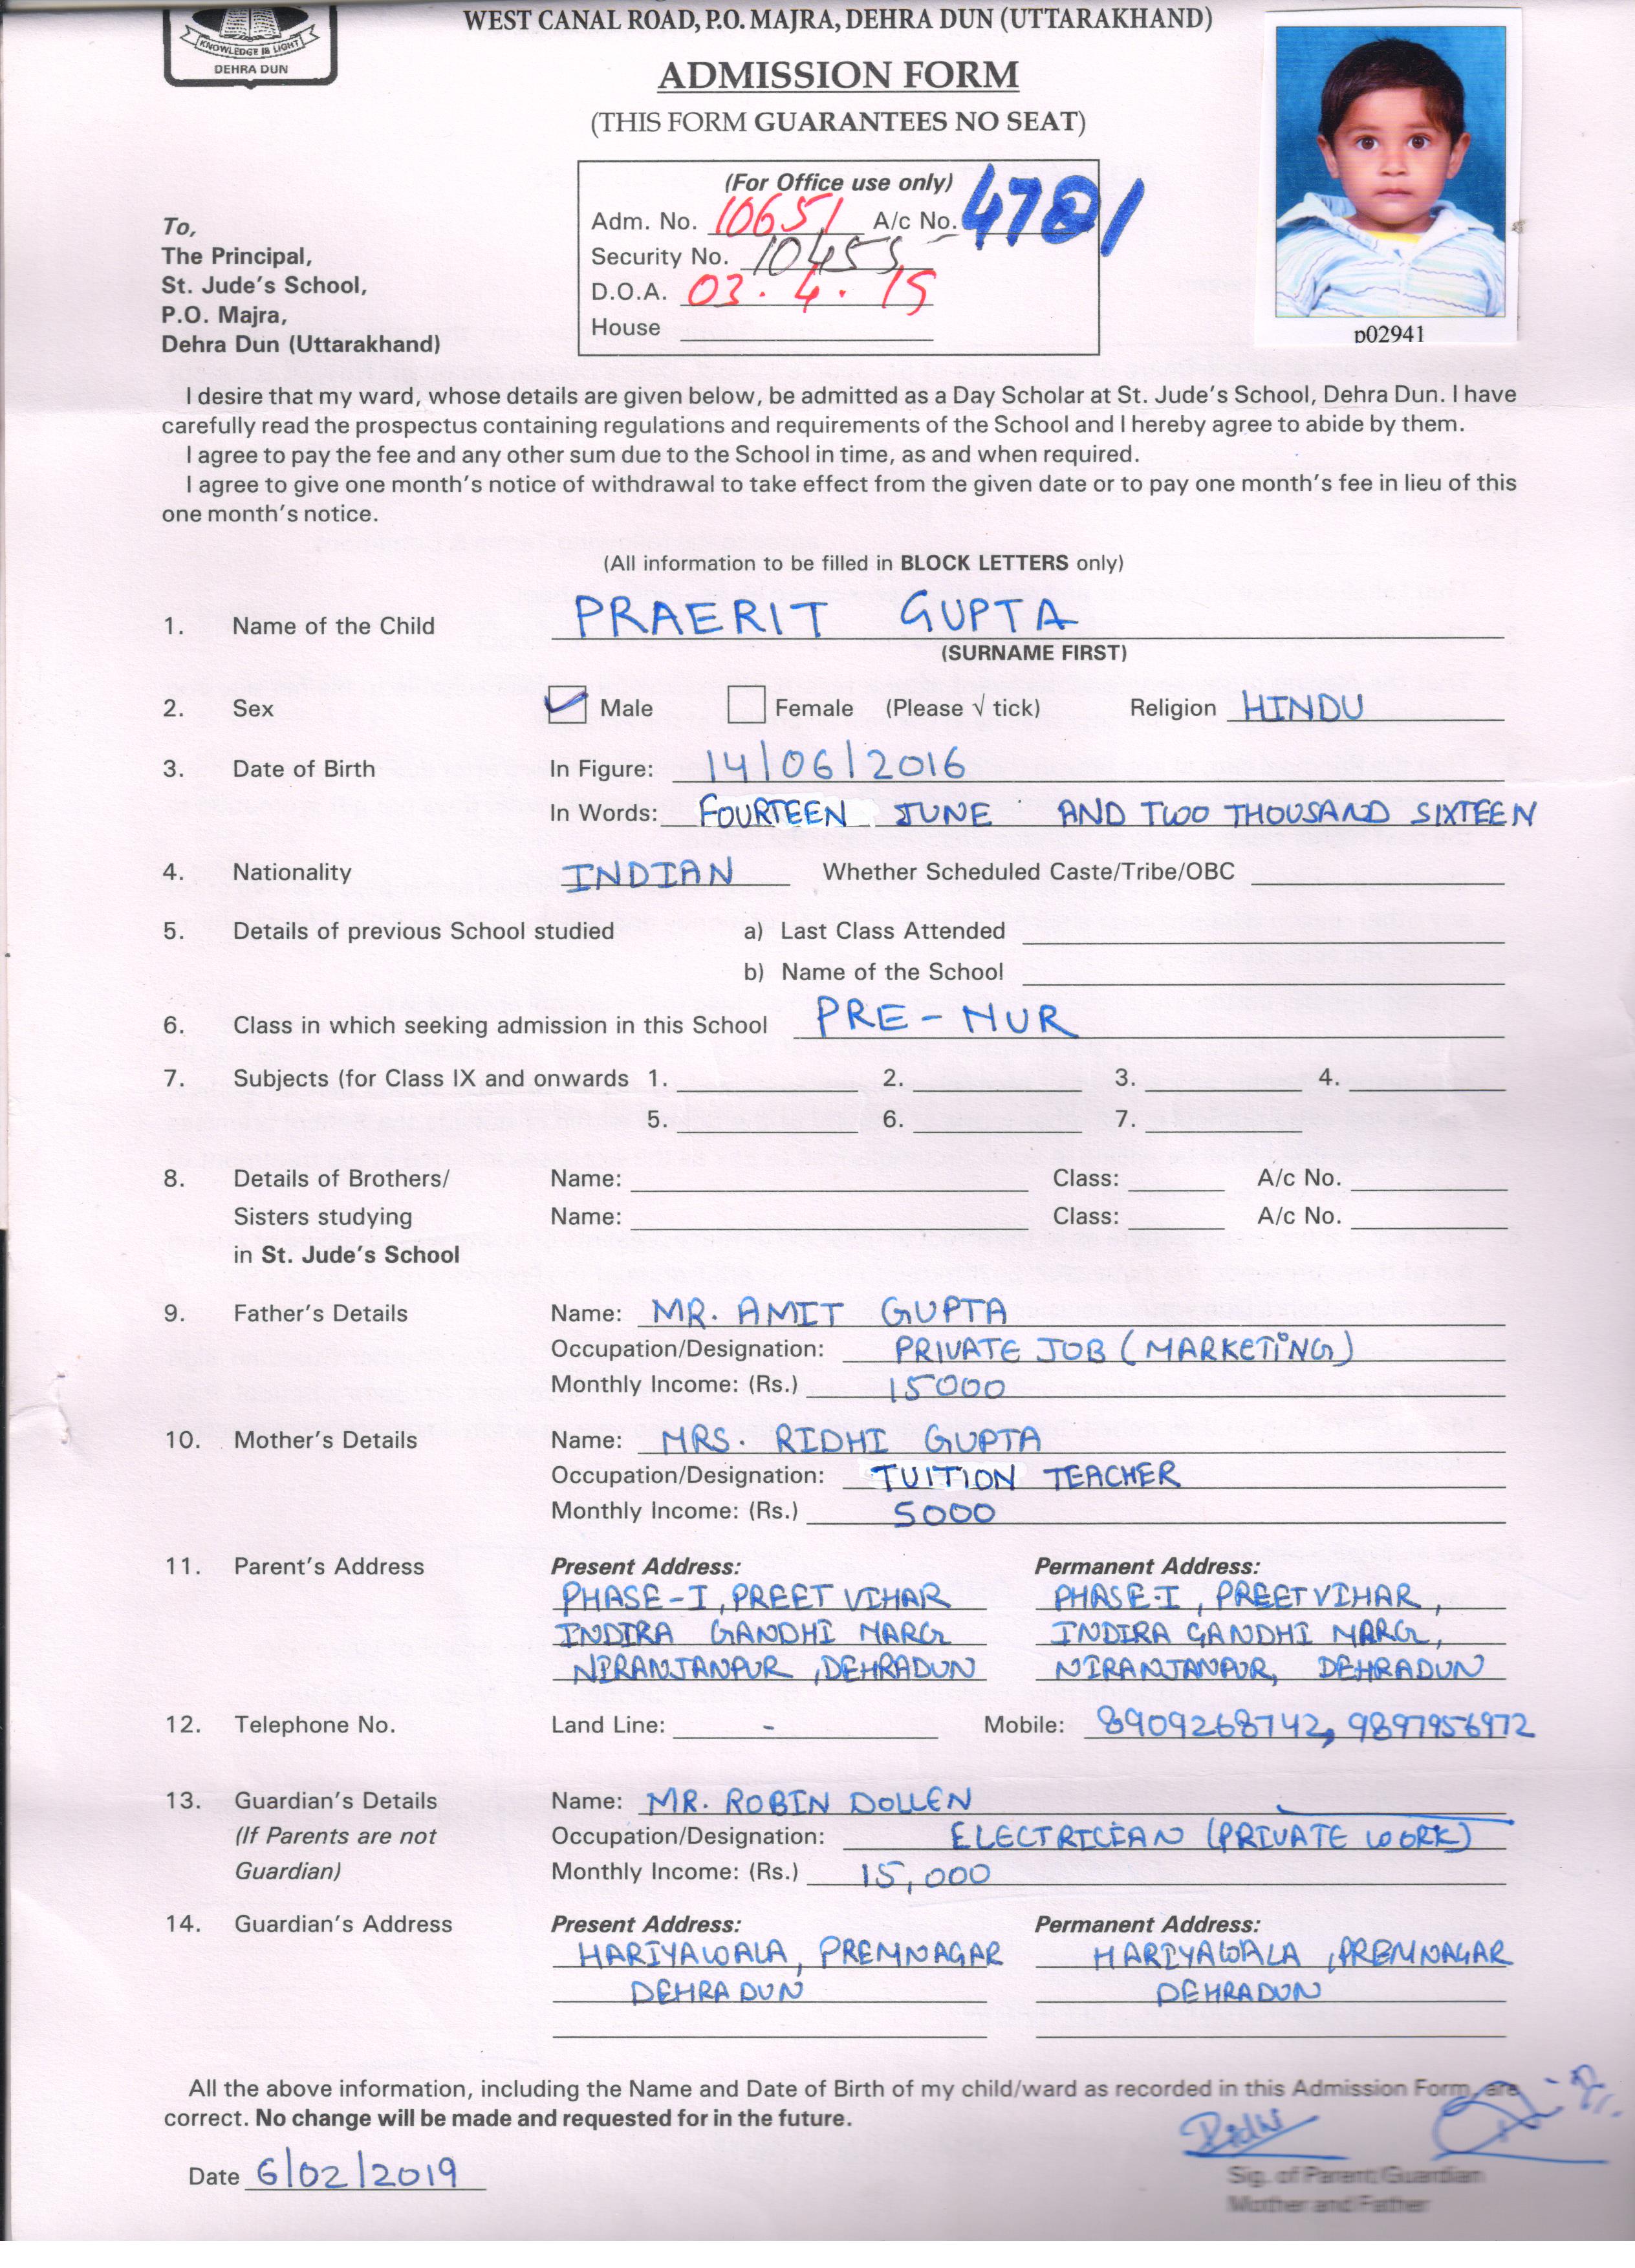 KNOWLEDGE IS LIGHT
DEHRA DUN
WEST CANAL ROAD, P.O. MAJRA, DEHRA DUN (UTTARAKHAND)
ADMISSION FORM
(THIS FORM GUARANTEES NO SEAT)
(For Office use only)
Adm. No. 10651 A/c No. 4781
Security No. 10455
D.O.A. 03.4.19
House
p02941
To,
The Principal,
St. Jude's School,
P.O. Majra,
Dehra Dun (Uttarakhand)
I desire that my ward, whose details are given below, be admitted as a Day Scholar at St. Jude's School, Dehra Dun. I have
carefully read the prospectus containing regulations and requirements of the School and I hereby agree to abide by them.
I agree to pay the fee and any other sum due to the School in time, as and when required.
I agree to give one month's notice of withdrawal to take effect from the given date or to pay one month's fee in lieu of this
one month's notice.
(All information to be filled in BLOCK LETTERS only)
1. Name of the Child PRAERIT GUPTA
(SURNAME FIRST)
2. Sex Male Female (Please √ tick) Religion HINDU
3. Date of Birth In Figure: 14/06/2016
In Words: FOURTEEN JUNE AND TWO THOUSAND SIXTEEN
4. Nationality INDIAN Whether Scheduled Caste/Tribe/OBC
5. Details of previous School studied a) Last Class Attended
b) Name of the School
6. Class in which seeking admission in this School PRE-NUR
7. Subjects (for Class IX and onwards 1. 2. 3. 4.
5. 6. 7.
8. Details of Brothers/ Name: Class: A/c No.
Sisters studying Name: Class: A/c No.
in St. Jude's School
9. Father's Details Name: MR. AMIT GUPTA
Occupation/Designation: PRIVATE JOB (MARKETING)
Monthly Income: (Rs.) 15000
10. Mother's Details Name: MRS. RIDHI GUPTA
Occupation/Designation: TUITION TEACHER
Monthly Income: (Rs.) 5000
11. Parent's Address Present Address: Permanent Address:
PHASE-I, PREET VIHAR PHASE-I, PREET VIHAR,
INDIRA GANDHI MARG INDIRA GANDHI MARG,
NIRANJANPUR, DEHRADUN NIRANJANPUR, DEHRADUN
12. Telephone No. Land Line: - Mobile: 8909268742, 9897956972
13. Guardian's Details Name: MR. ROBIN DOLLEN
(If Parents are not Occupation/Designation: ELECTRICIAN (PRIVATE WORK)
Guardian) Monthly Income: (Rs.) 15,000
14. Guardian's Address Present Address: Permanent Address:
HARIYAWALA, PREMNAGAR HARIYAWALA, PREMNAGAR
DEHRADUN DEHRADUN
All the above information, including the Name and Date of Birth of my child/ward as recorded in this Admission Form, are
correct. No change will be made and requested for in the future.
Ridhi
Date 6/02/2019 Sig. of Parent/Guardian
Mother and Father